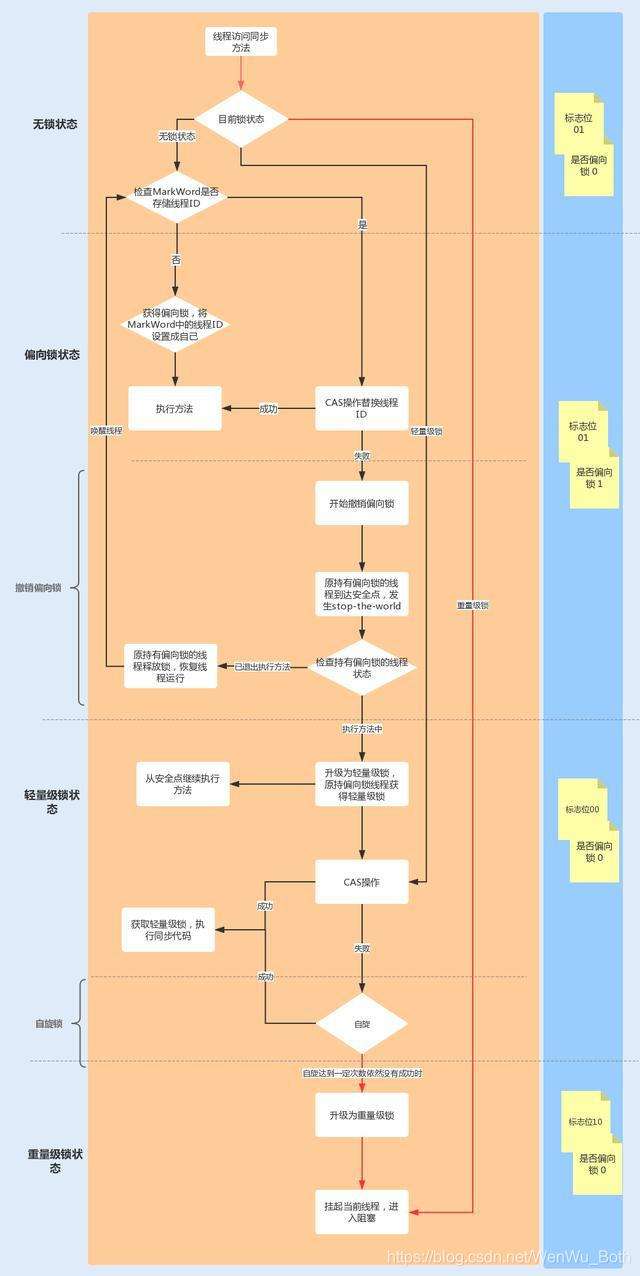 线程访问同步
方法
目前锁状态
无锁状态
标志位
01
是否偏向
锁 0
无锁状态
检查MarkWord是否
存储线程ID
是
否
获得偏向锁，将
MarkWord中的线程ID
设置成自己
偏向锁状态
执行方法
成功
CAS操作替换线程
ID
唤醒线程
轻量级锁
标志位
01
是否偏向
锁 1
失败
开始撤销偏向锁
撤销偏向锁
原持有偏向锁的线
程到达安全点，发
生stop-the-world
重量级锁
原持有偏向锁的线
程释放锁，恢复线
程运行
已退出执行方法
检查持有偏向锁的线程
状态
执行方法中
轻量级锁状
态
从安全点继续执行
方法
升级为轻量级锁，
原持偏向锁线程获
得轻量级锁
标志位00
是否偏向
锁 0
CAS操作
成功
获取轻量级锁，执
行同步代码
失败
成功
自旋锁
自旋
自旋达到一定次数依然没有成功时
升级为重量级锁
标志位10
是否偏向
锁 0
重量级锁状
态
挂起当前线程，进
入阻塞
https://blog.csdn.net/WenWu_Both